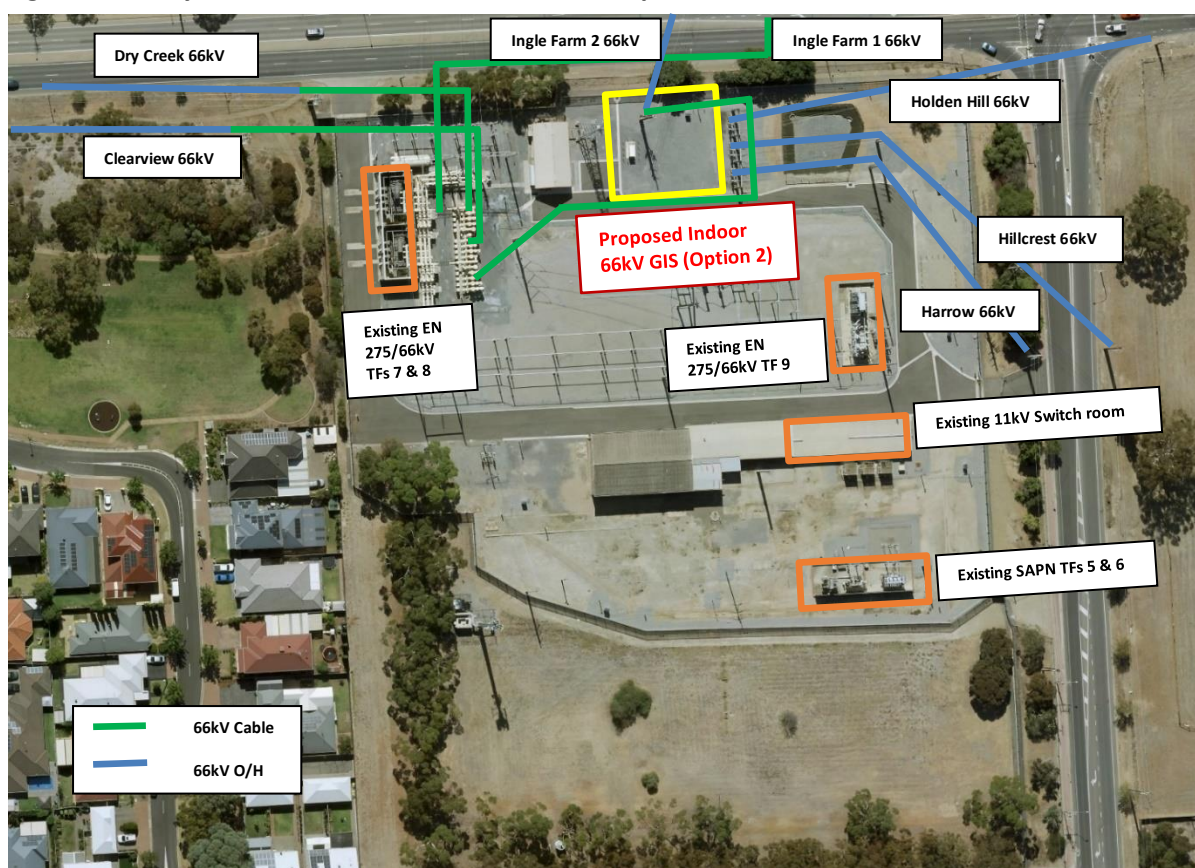 Dry Creek 66kV
Ingle Farm 2 66kV
Ingle Farm 1 66kV
Holden Hill 66kV
Clearview 66kV
Proposed Indoor
66kV GIS (Option 2)
Hillcrest 66kV
Harrow 66kV
Existing EN
275/66kV
TFs 7 & 8
Existing EN
275/66kV TF 9
Existing 11kV Switch room
Existing SAPN TFs 5 & 6
66kV Cable
66kV O/H